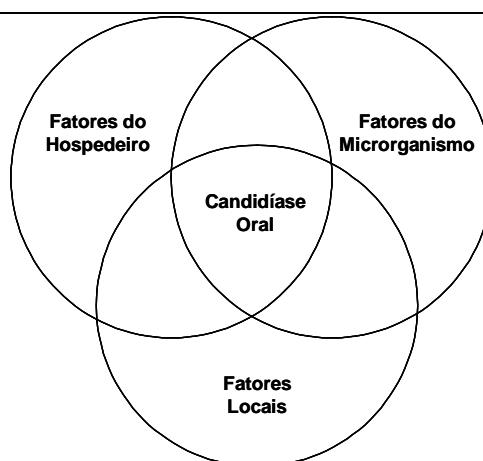 Fatores do
Hospedeiro
Fatores do
Microrganismo
Candidíase
Oral
Fatores
Locais